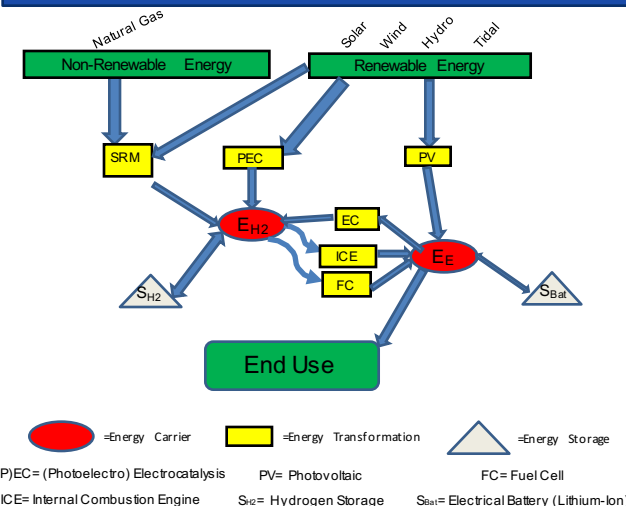 Natural Gas
Solar
Wind
Hydro
Tidal
Non-Renewable Energy
Renewable Energy
SRM
PEC
PV
EH2
EC
ICE
EE
FC
SH2
SBat
End Use
=Energy Carrier
=Energy Transformation
=Energy Storage
P)EC= (Photoelectro) Electrocatalysis
PV= Photovoltaic
FC= Fuel Cell
ICE= Internal Combustion Engine
SH2= Hydrogen Storage
SBat= Electrical Battery (Lithium-Ion)